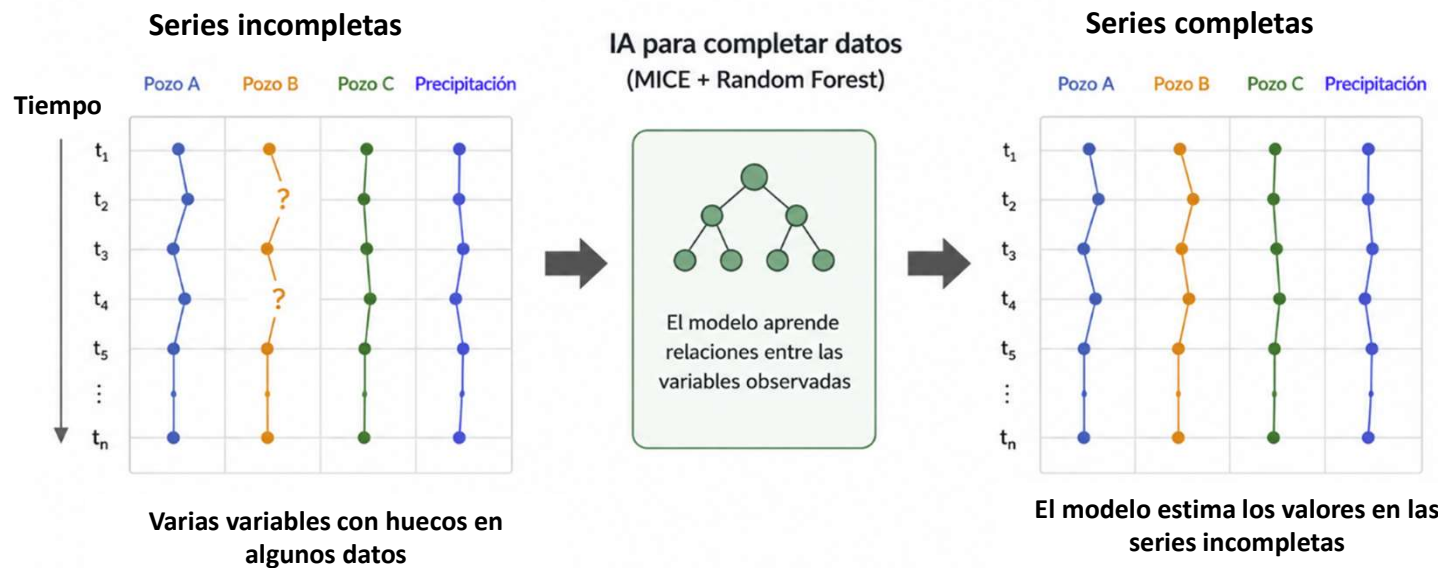 Series incompletas
Pozo A Pozo B Pozo C Precipitación
Tiempo
t1
t2 ?
t3
t4 ?
t5
⋮
tn
Varias variables con huecos en
algunos datos
IA para completar datos
(MICE + Random Forest)
El modelo aprende
relaciones entre las
variables observadas
Series completas
Pozo A Pozo B Pozo C Precipitación
t1
t2
t3
t4
t5
⋮
tn
El modelo estima los valores en las
series incompletas